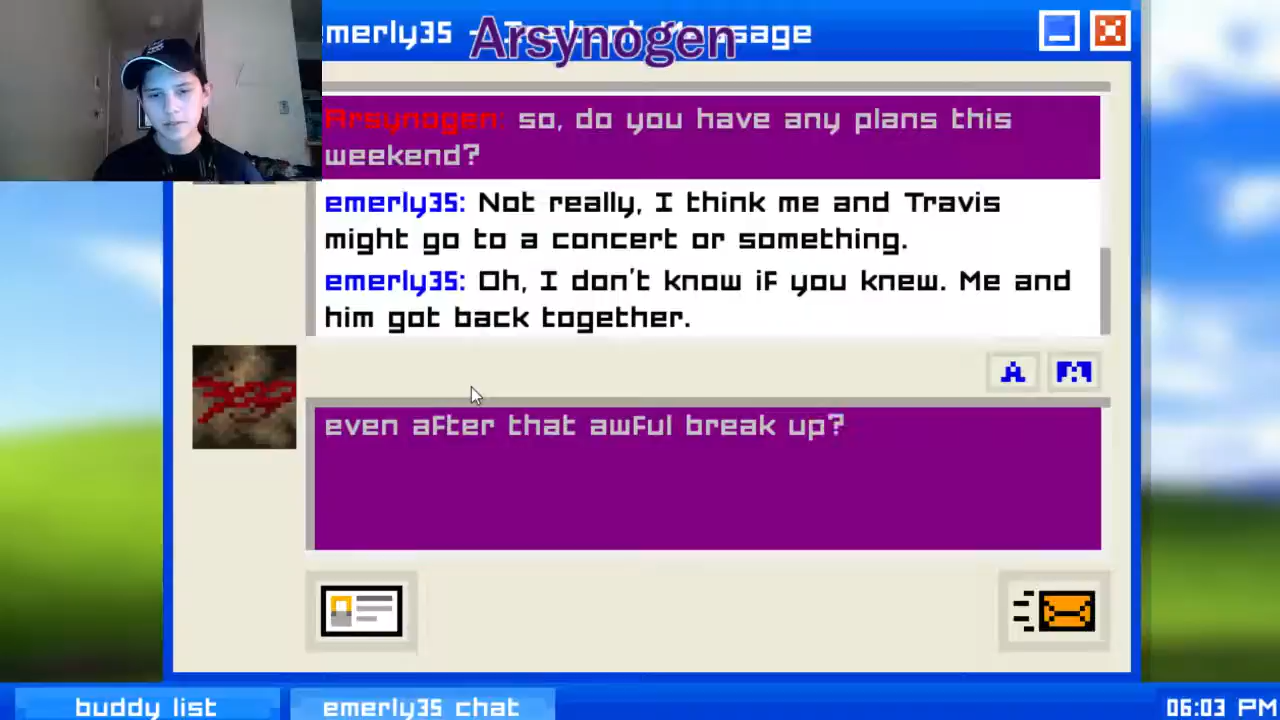 emerly35 - Instant Message
Arsynogen
Arsynogen: so, do you have any plans this
weekend?
emerly35: Not really, I think me and Travis
might go to a concert or something.
emerly35: Oh, I don't know if you knew. Me and
him got back together.
A
even after that awful break up?
buddy list
emerly35 chat
06:03 PM